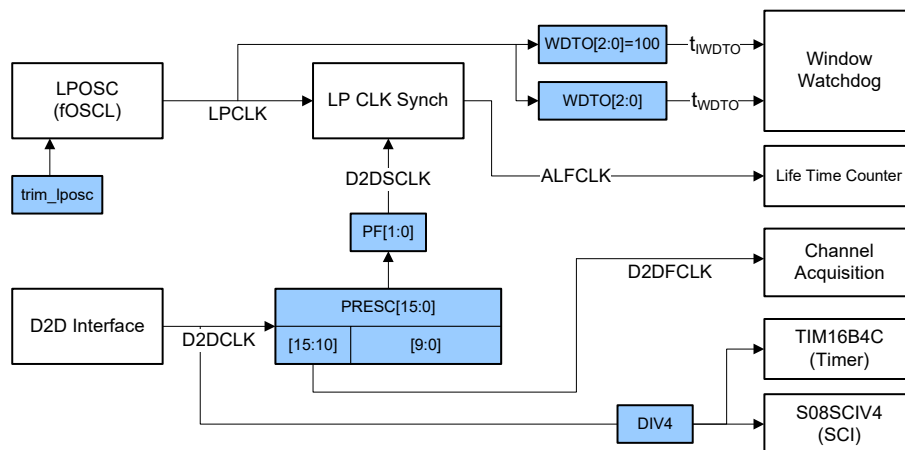 LPOSC
(fOSCL)
LPCLK
trim_lposc
LP CLK Synch
WDTO[2:0]=100
tIWDTO
WDTO[2:0]
tWDTO
Window
Watchdog
D2DSCLK
ALFCLK
Life Time Counter
PF[1:0]
D2DFCLK
Channel
Acquisition
D2D Interface
D2DCLK
PRESC[15:0]
[15:10]
[9:0]
TIM16B4C
(Timer)
DIV4
S08SCIV4
(SCI)